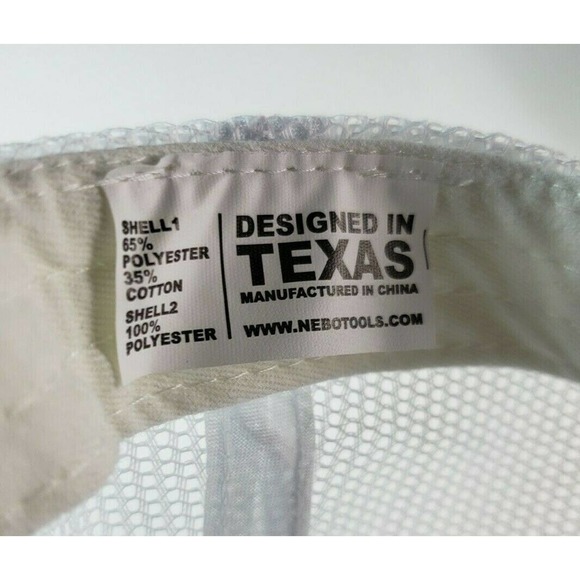 SHELL1
65%
POLYESTER
35%
COTTON
SHELL2
100%
POLYESTER
DESIGNED IN
TEXAS
MANUFACTURED IN CHINA
WWW.NEBOTOOLS.COM